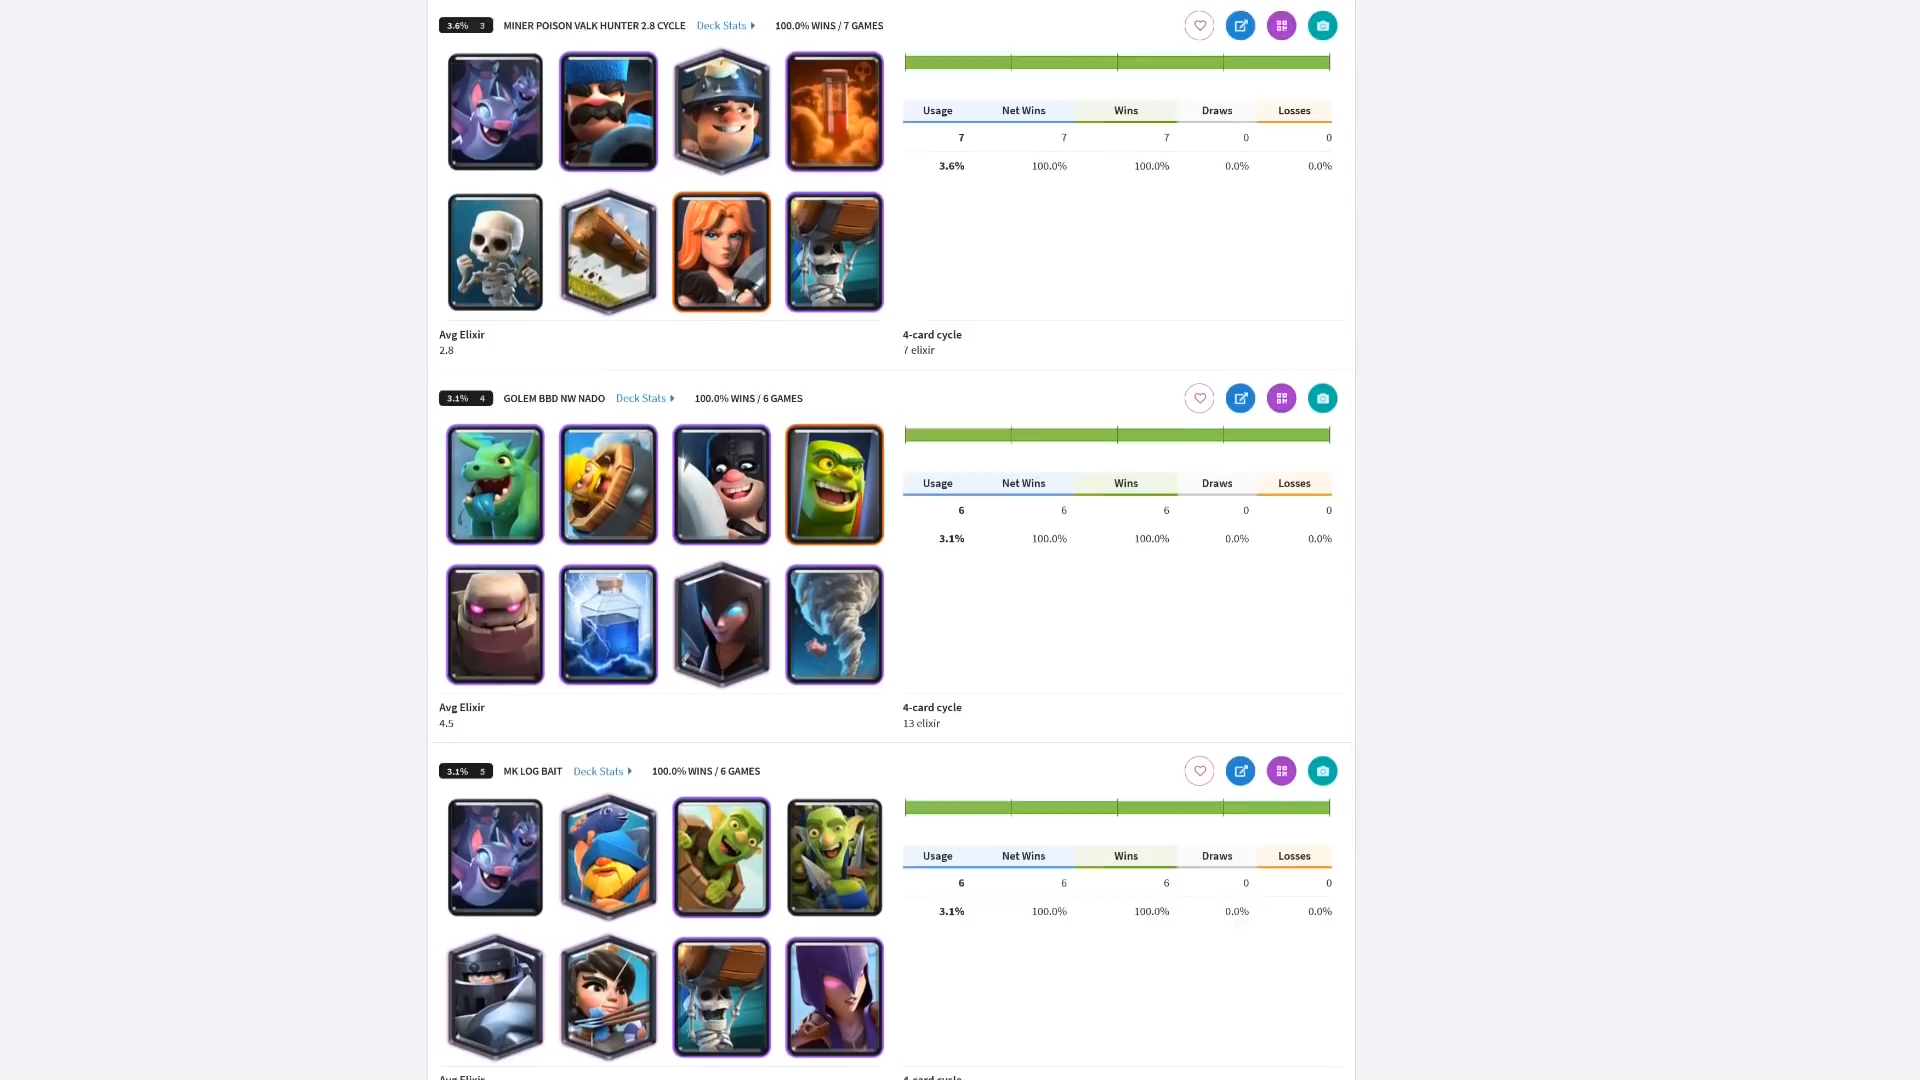 3.6% 3 MINER POISON VALK HUNTER 2.8 CYCLE Deck Stats 100.0% WINS / 7 GAMES
Usage Net Wins Wins Draws Losses
7 7 7 0 0
3.6% 100.0% 100.0% 0.0% 0.0%
Avg Elixir
2.8
4-card cycle
7 elixir
3.1% 4 GOLEM BBD NW NADO Deck Stats 100.0% WINS / 6 GAMES
Usage Net Wins Wins Draws Losses
6 6 6 0 0
3.1% 100.0% 100.0% 0.0% 0.0%
Avg Elixir
4.5
4-card cycle
13 elixir
3.1% 5 MK LOG BAIT Deck Stats 100.0% WINS / 6 GAMES
Usage Net Wins Wins Draws Losses
6 6 6 0 0
3.1% 100.0% 100.0% 0.0% 0.0%
Avg Elixir
4-card cycle